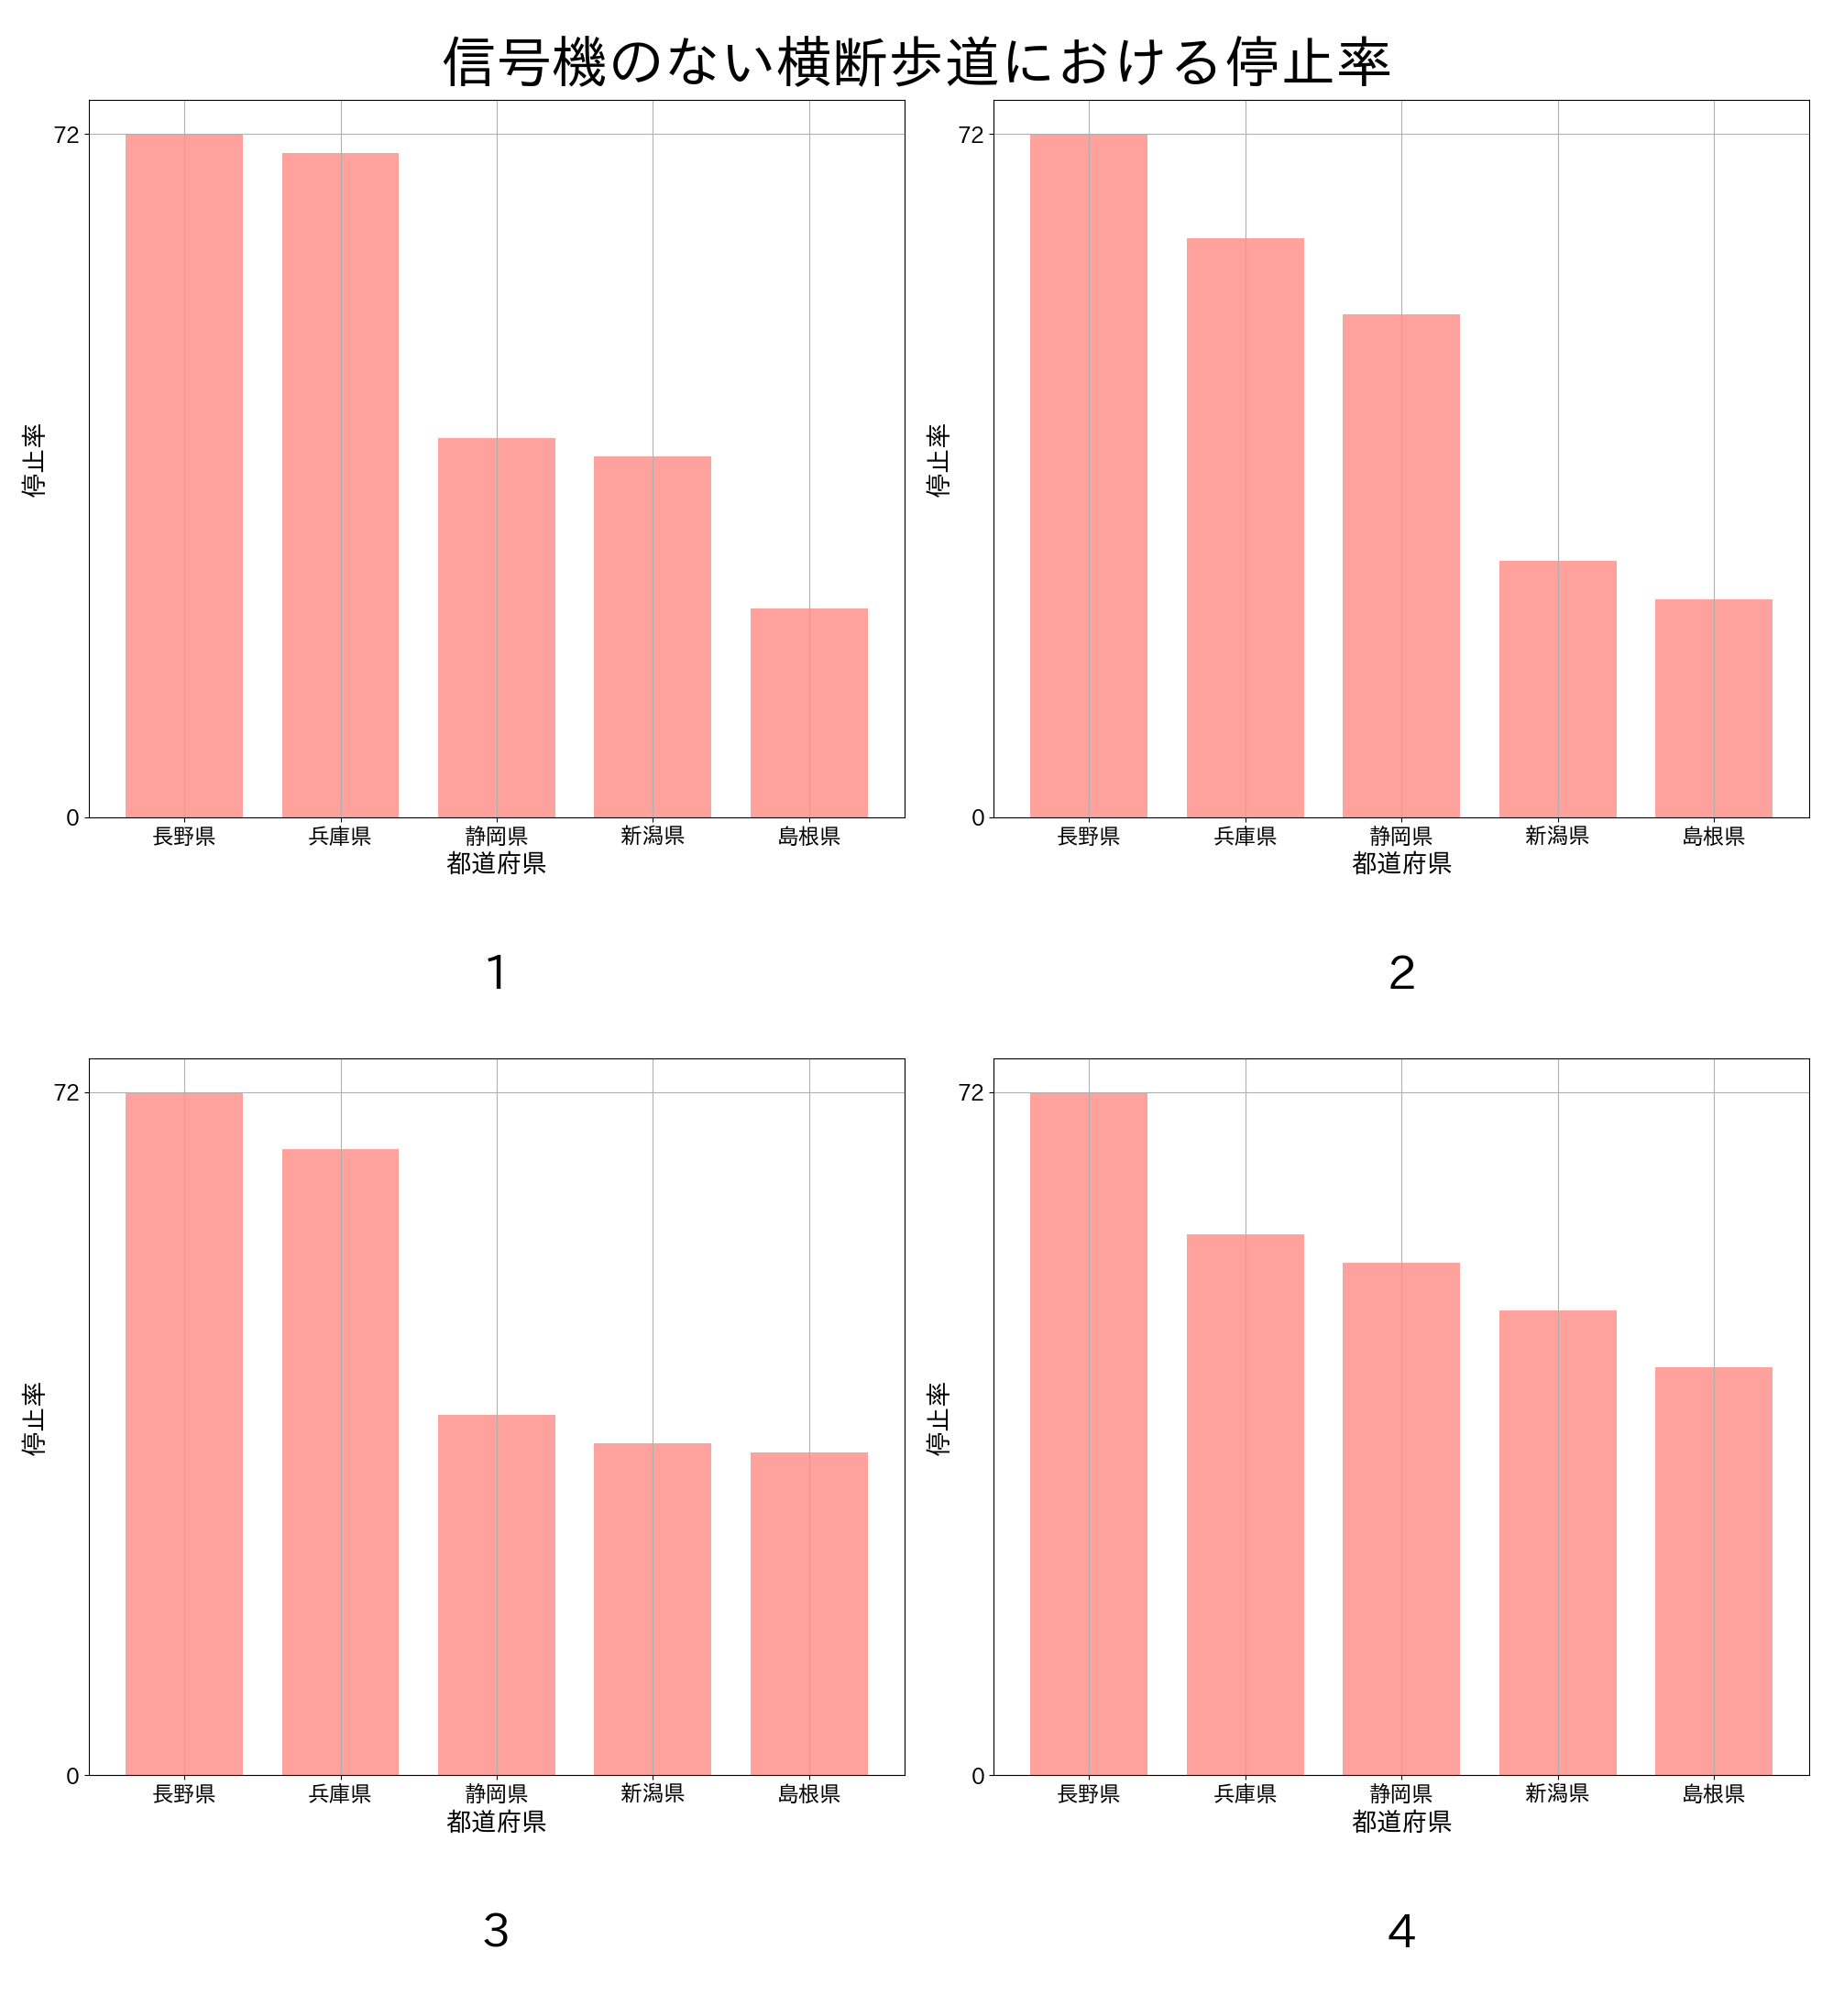 信号機のない横断歩道における停止率
72
0
停止率
長野県 兵庫県 静岡県 新潟県 島根県
都道府県
1
72
0
停止率
長野県 兵庫県 静岡県 新潟県 島根県
都道府県
2
72
0
停止率
長野県 兵庫県 静岡県 新潟県 島根県
都道府県
3
72
0
停止率
長野県 兵庫県 静岡県 新潟県 島根県
都道府県
4